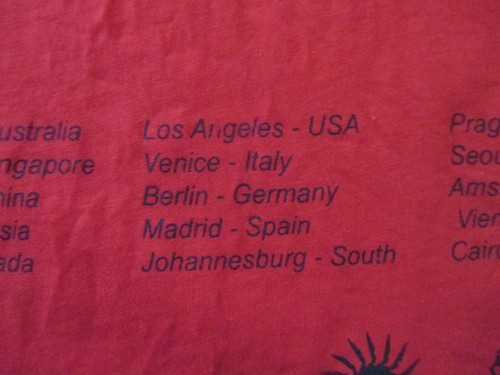 ustralia Los Angeles - USA Prag
ngapore Venice - Italy Seou
hina Berlin - Germany Ams
sia Madrid - Spain Vien
ada Johannesburg - South Cairo